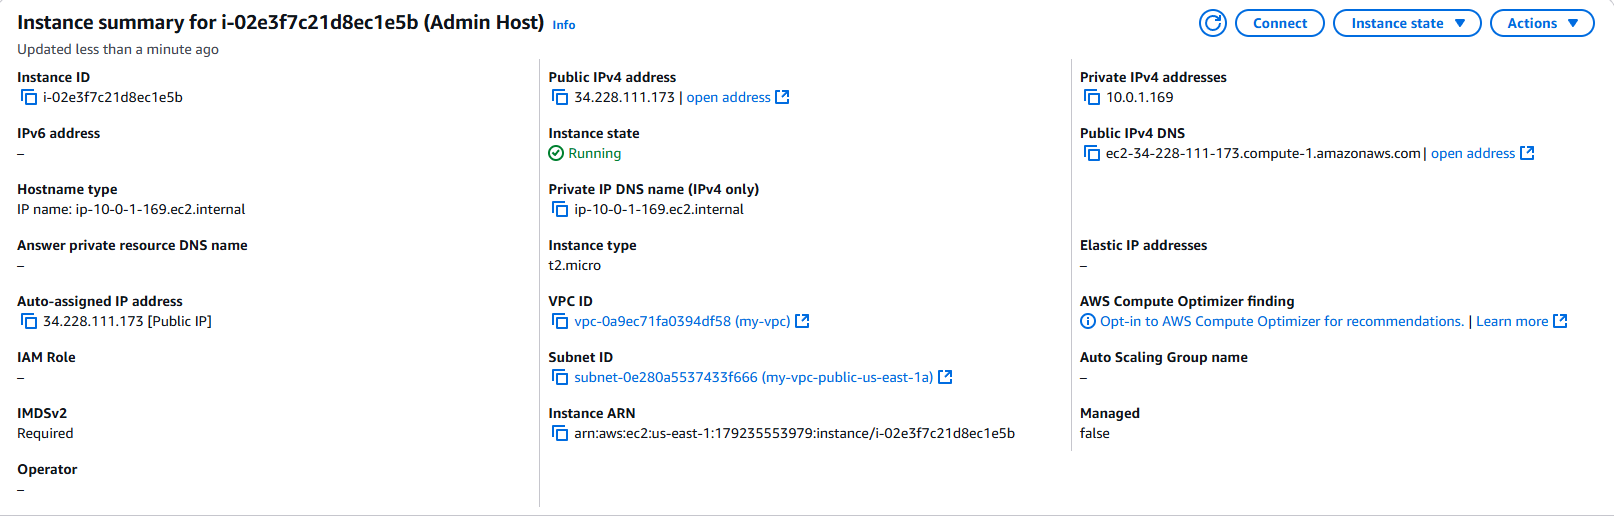 Instance summary for i-02e3f7c21d8ec1e5b (Admin Host) Info
Connect
Instance state
Actions
Updated less than a minute ago
Instance ID
i-02e3f7c21d8ec1e5b
Public IPv4 address
34.228.111.173 | open address
Private IPv4 addresses
10.0.1.169
IPv6 address
–
Instance state
Running
Public IPv4 DNS
ec2-34-228-111-173.compute-1.amazonaws.com | open address
Hostname type
IP name: ip-10-0-1-169.ec2.internal
Private IP DNS name (IPv4 only)
ip-10-0-1-169.ec2.internal
Answer private resource DNS name
–
Instance type
t2.micro
Elastic IP addresses
–
Auto-assigned IP address
34.228.111.173 [Public IP]
VPC ID
vpc-0a9ec71fa0394df58 (my-vpc)
AWS Compute Optimizer finding
Opt-in to AWS Compute Optimizer for recommendations. | Learn more
IAM Role
–
Subnet ID
subnet-0e280a5537433f666 (my-vpc-public-us-east-1a)
Auto Scaling Group name
–
IMDSv2
Required
Instance ARN
arn:aws:ec2:us-east-1:179235553979:instance/i-02e3f7c21d8ec1e5b
Managed
false
Operator
–